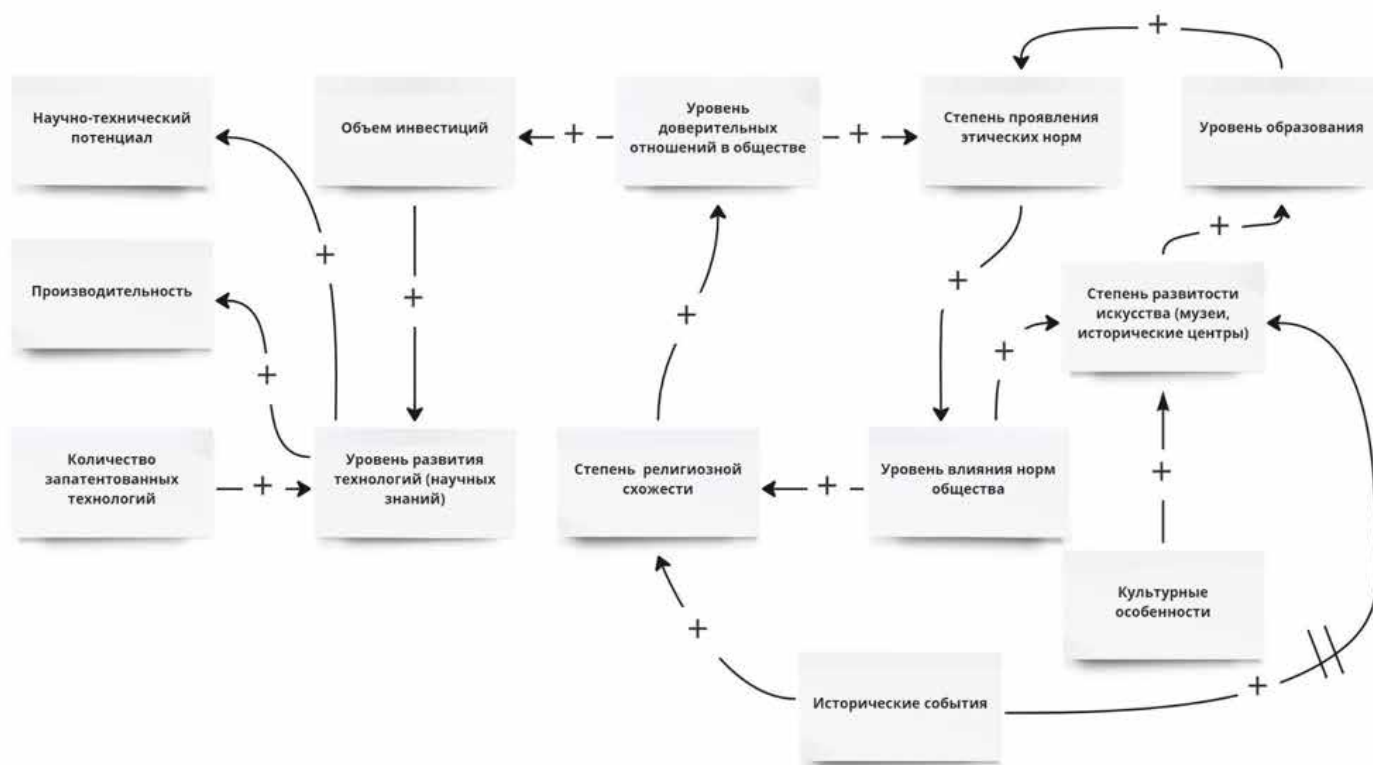 +
Научно-технический
потенциал
Объем инвестиций
+
Уровень
доверительных
отношений в обществе
+
Степень проявления
этических норм
Уровень образования
+
+
+
+
Производительность
+
+
Степень развитости
искусства (музеи,
исторические центры)
+
+
Количество
запатентованных
технологий
+
Уровень развития
технологий (научных
знаний)
Степень религиозной
схожести
+
Уровень влияния норм
общества
+
Культурные
особенности
+
Исторические события
+